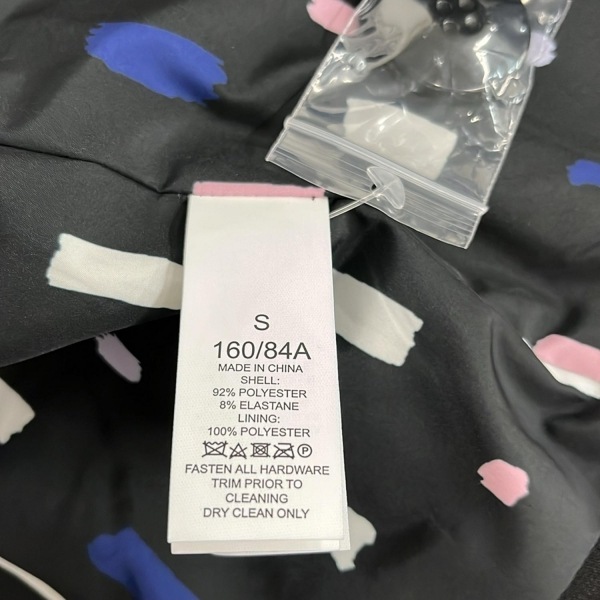 S
160/84A
MADE IN CHINA
SHELL:
92% POLYESTER
8% ELASTANE
LINING:
100% POLYESTER
P
FASTEN ALL HARDWARE
TRIM PRIOR TO
CLEANING
DRY CLEAN ONLY